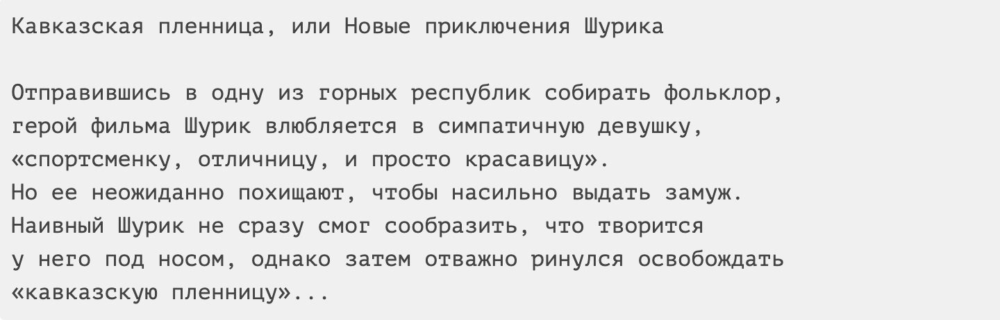 Кавказская пленница, или Новые приключения Шурика
Отправившись в одну из горных республик собирать фольклор,
герой фильма Шурик влюбляется в симпатичную девушку,
«спортсменку, отличницу, и просто красавицу».
Но ее неожиданно похищают, чтобы насильно выдать замуж.
Наивный Шурик не сразу смог сообразить, что творится
у него под носом, однако затем отважно ринулся освобождать
«кавказскую пленницу»...